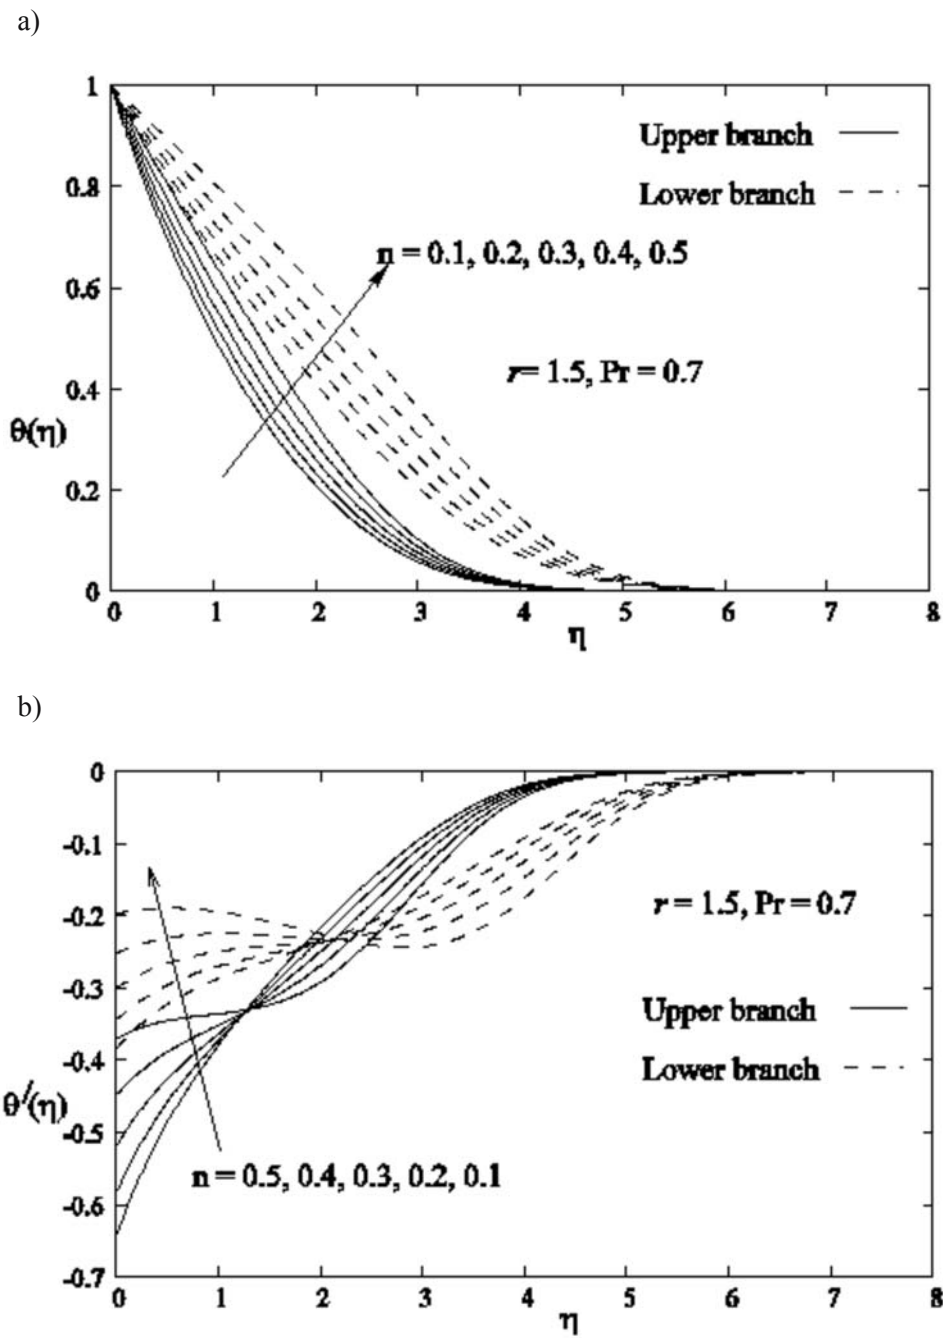 a)
1
0.8
0.6
0.4
0.2
0
θ(η)
Upper branch
Lower branch
n = 0.1, 0.2, 0.3, 0.4, 0.5
r= 1.5, Pr = 0.7
0 1 2 3 4 5 6 7 8
η
b)
0
-0.1
-0.2
-0.3
-0.4
-0.5
-0.6
-0.7
θ/(η)
r = 1.5, Pr = 0.7
Upper branch
Lower branch
n = 0.5, 0.4, 0.3, 0.2, 0.1
0 1 2 3 4 5 6 7 8
η